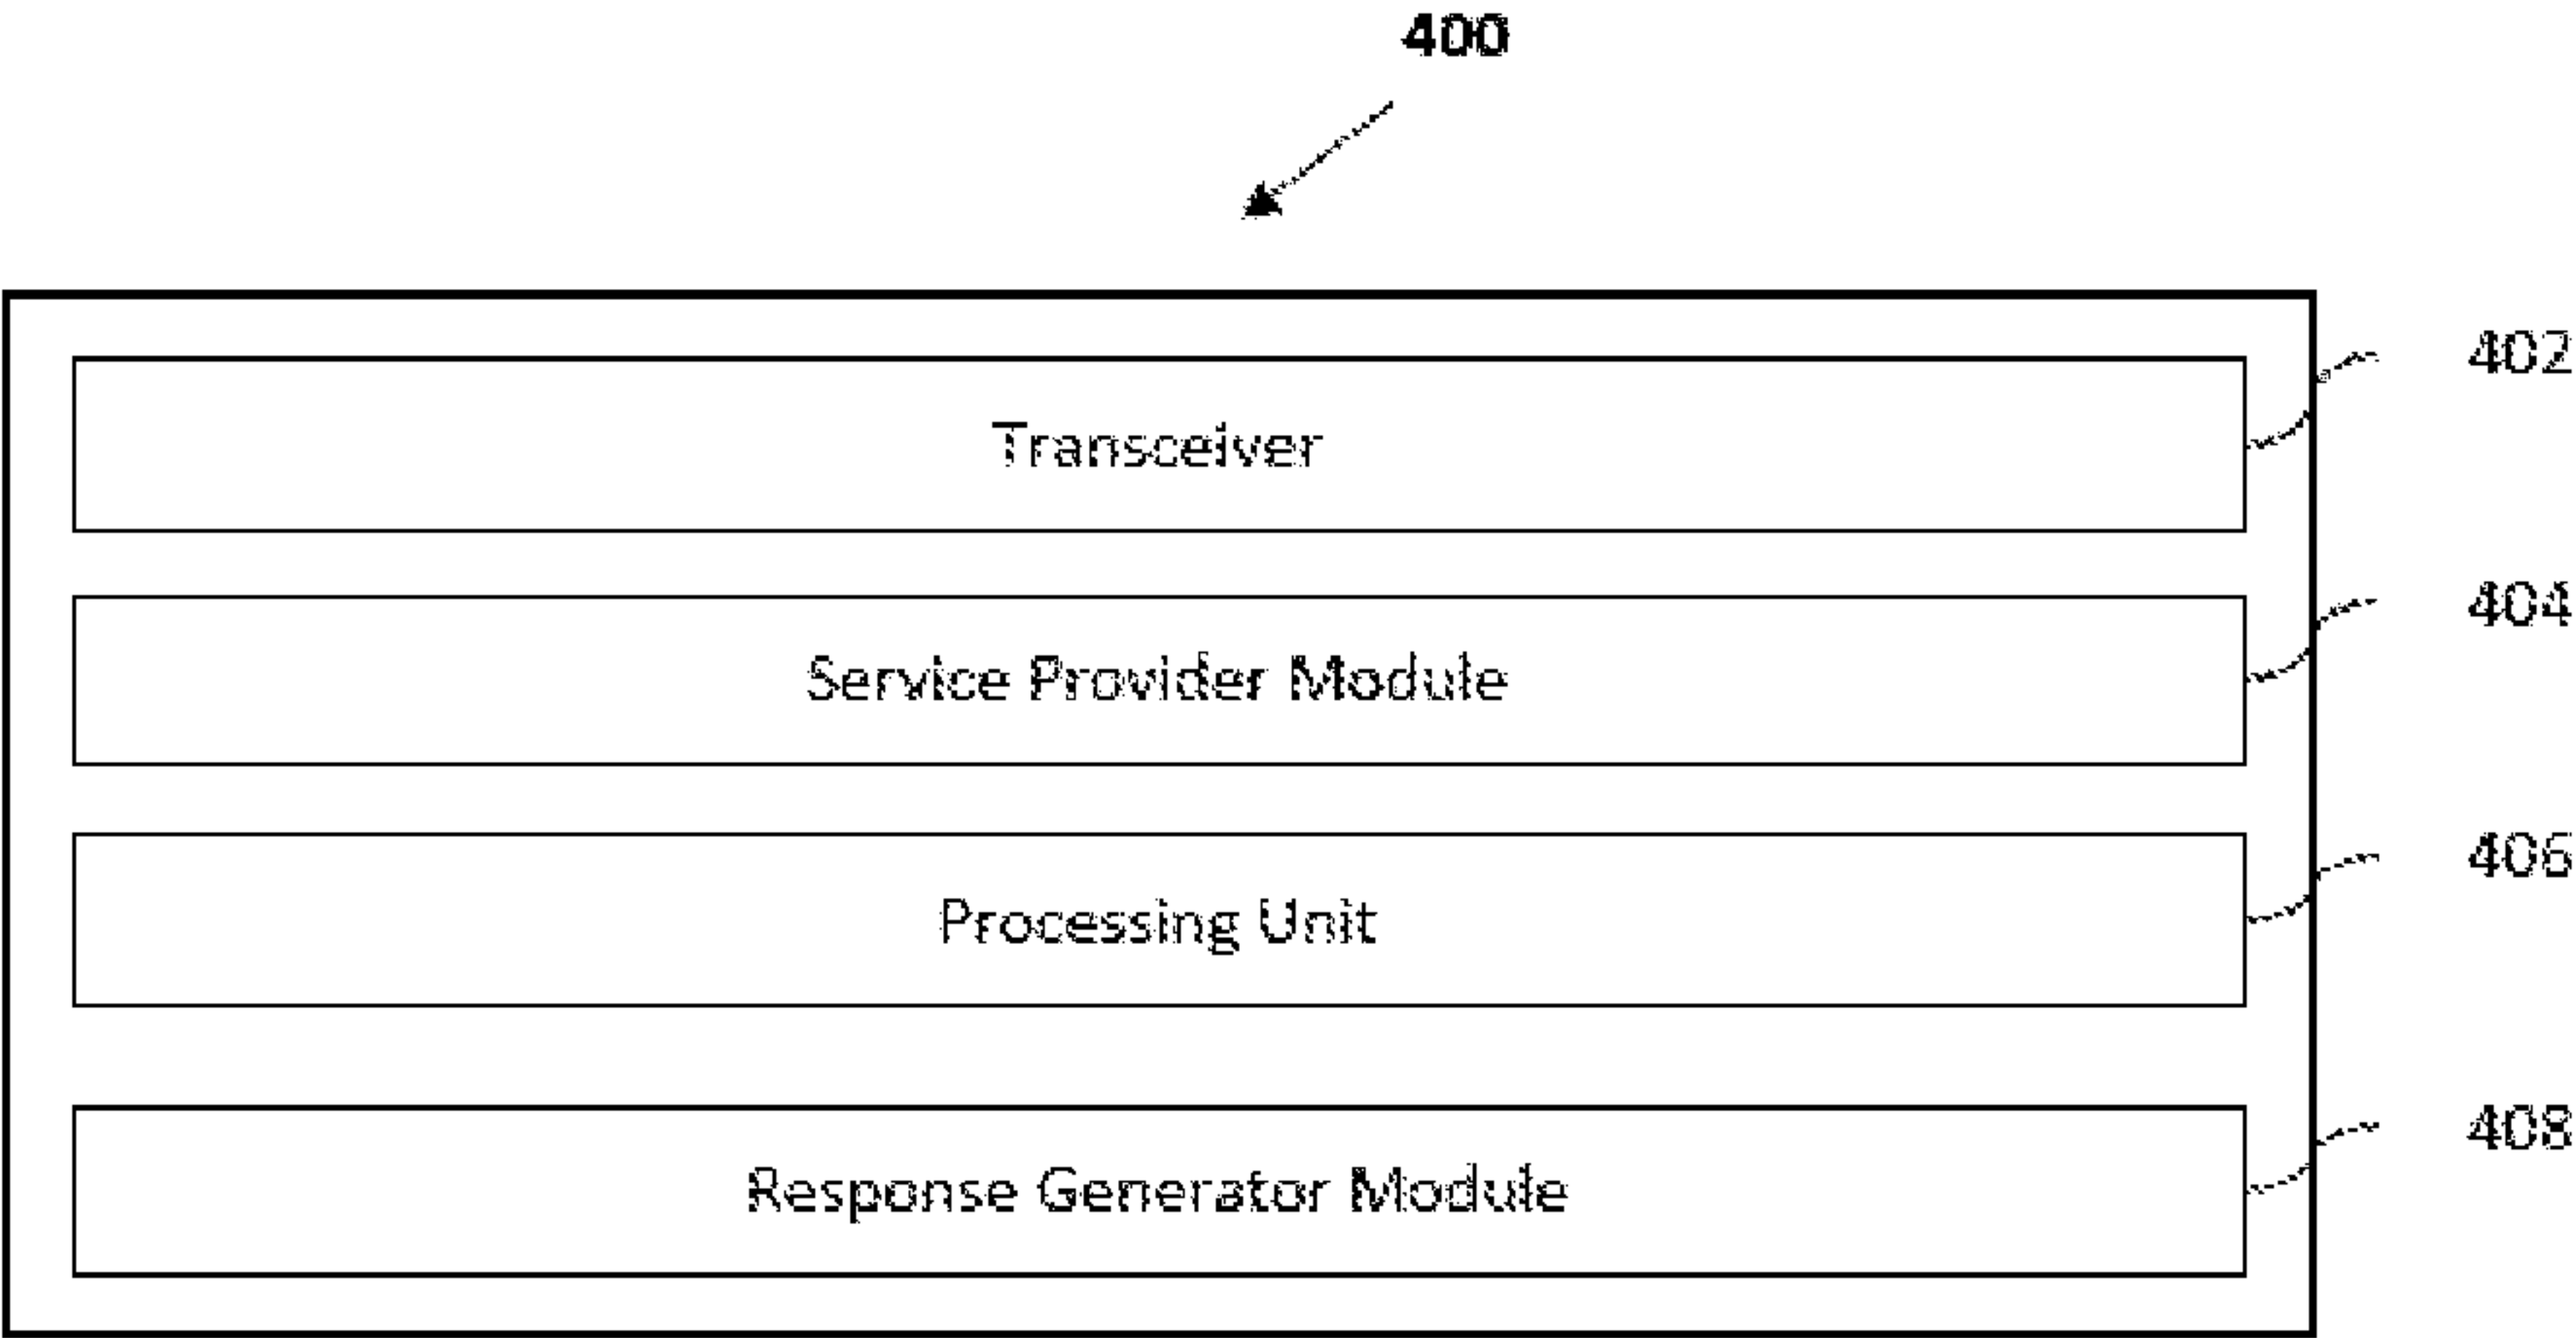 400
Transceiver
402
Service Provider Module
404
Processing Unit
406
Response Generator Module
408